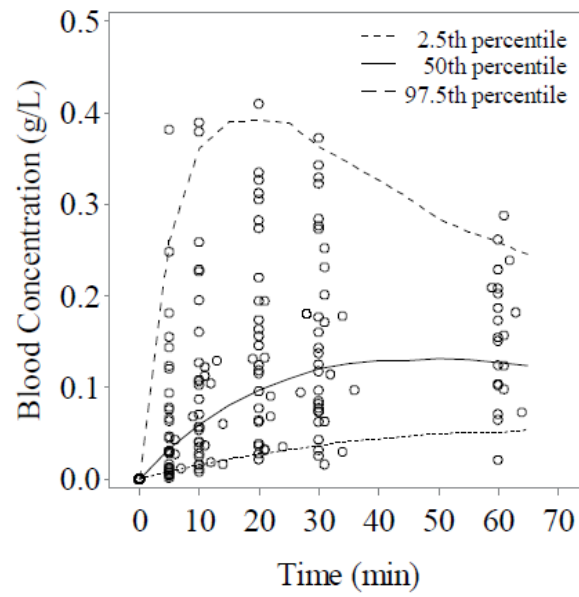 0.5
0.4
0.3
0.2
0.1
0.0
Blood Concentration (g/L)
2.5th percentile
50th percentile
97.5th percentile
0 10 20 30 40 50 60 70
Time (min)